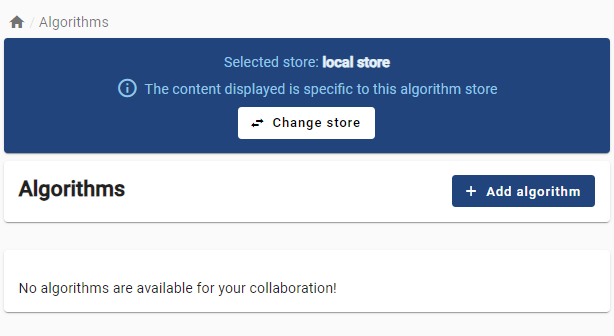 / Algorithms
Selected store: local store
The content displayed is specific to this algorithm store
Change store
Algorithms
+ Add algorithm
No algorithms are available for your collaboration!